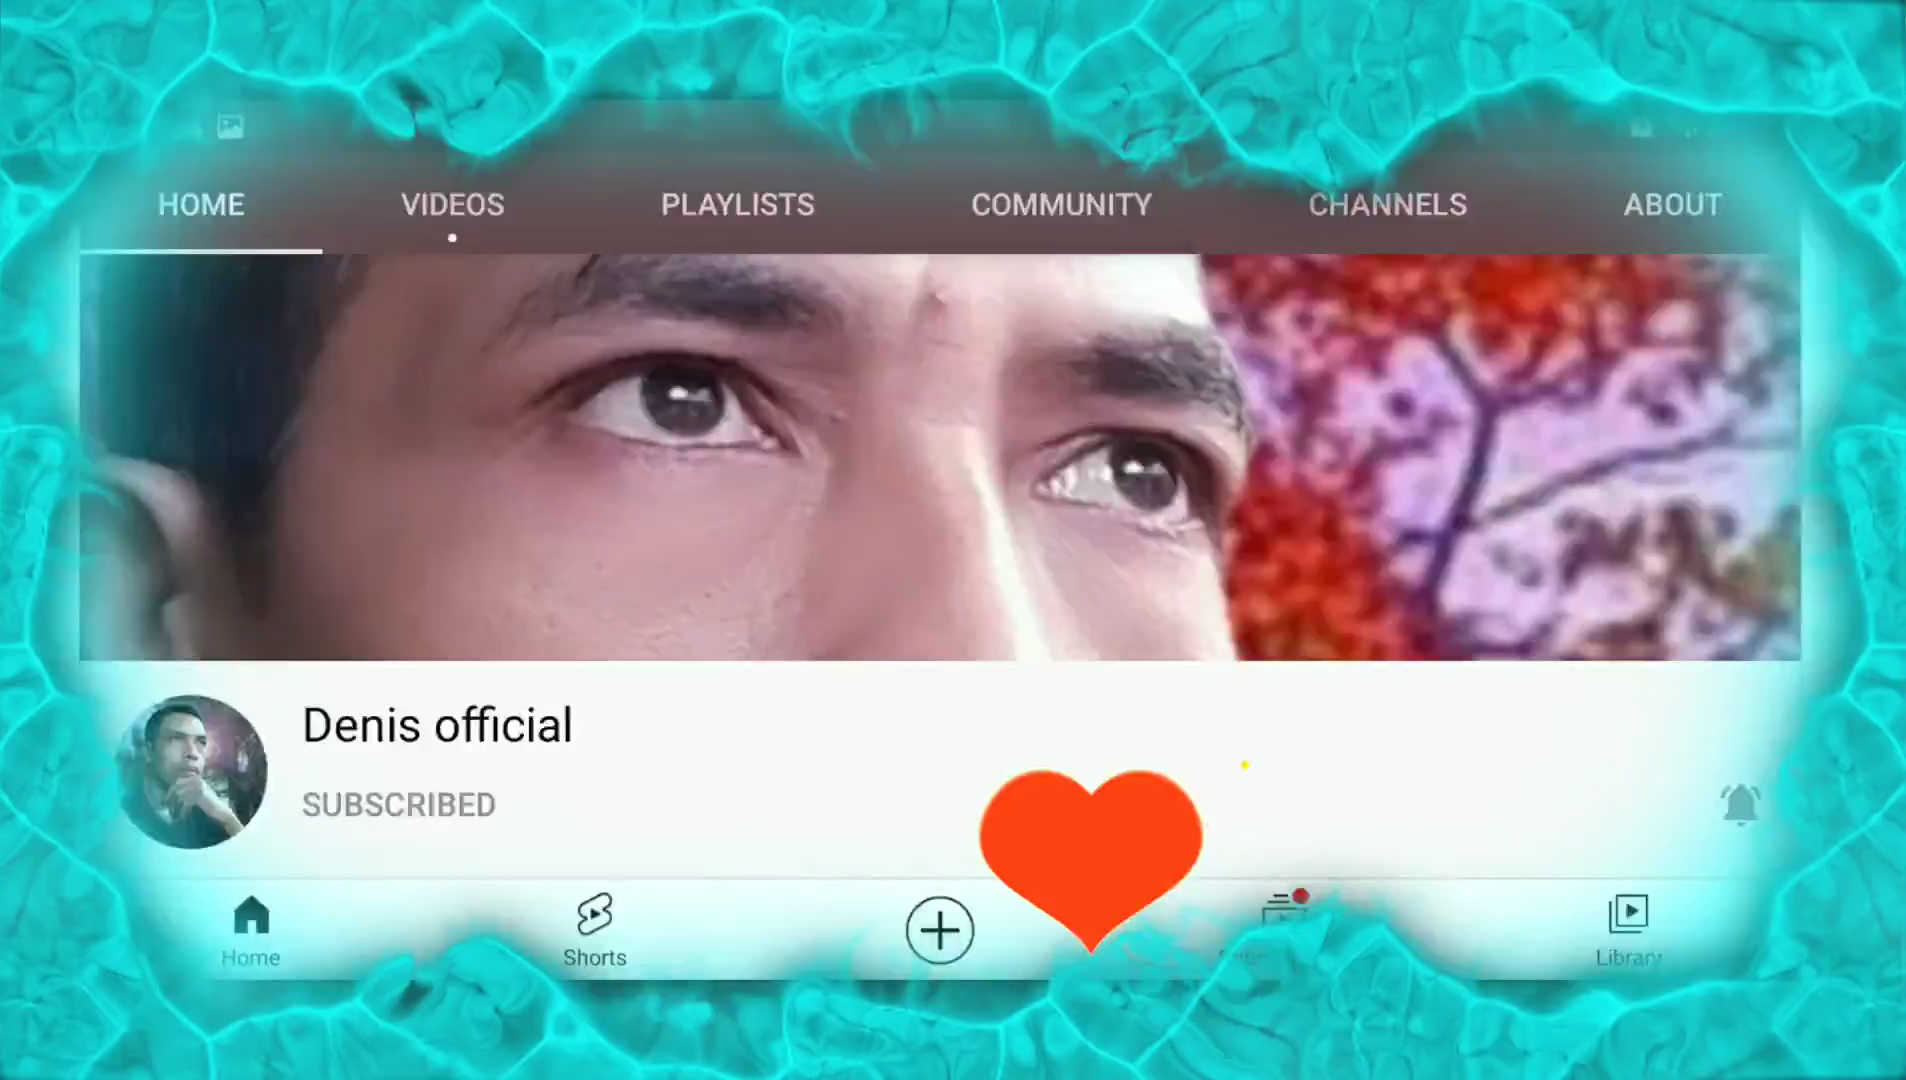 HOME VIDEOS PLAYLISTS COMMUNITY CHANNELS ABOUT
Denis official
SUBSCRIBED
Home Shorts Library